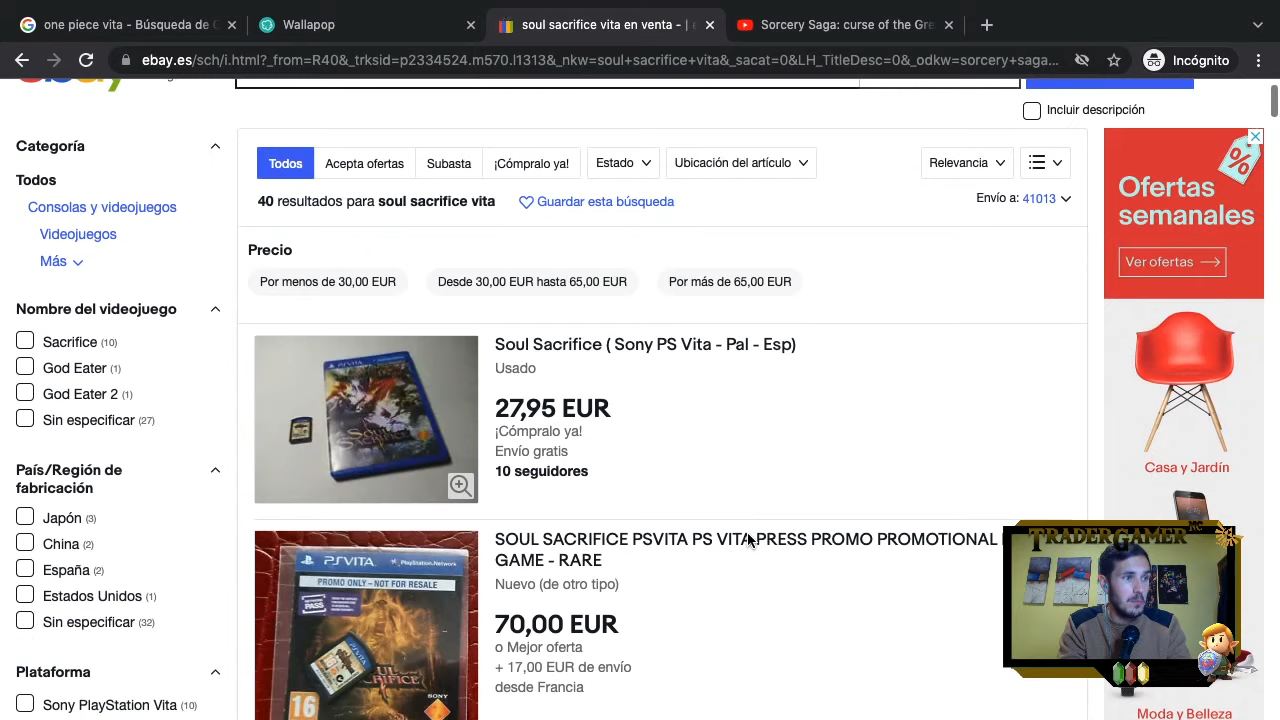 one piece vita - Búsqueda de G
Wallapop
soul sacrifice vita en venta - | e
Sorcery Saga: curse of the Gre
ebay.es/sch/i.html?_from=R40&_trksid=p2334524.m570.l1313&_nkw=soul+sacrifice+vita&_sacat=0&LH_TitleDesc=0&_odkw=sorcery+saga...
Incógnito
Incluir descripción
Categoría
Todos
Consolas y videojuegos
Videojuegos
Más
Nombre del videojuego
Sacrifice (10)
God Eater (1)
God Eater 2 (1)
Sin especificar (27)
País/Región de
fabricación
Japón (3)
China (2)
España (2)
Estados Unidos (1)
Sin especificar (32)
Plataforma
Sony PlayStation Vita (10)
Todos
Acepta ofertas
Subasta
¡Cómpralo ya!
Estado
Ubicación del artículo
Relevancia
40 resultados para soul sacrifice vita
Guardar esta búsqueda
Envío a: 41013
Precio
Por menos de 30,00 EUR
Desde 30,00 EUR hasta 65,00 EUR
Por más de 65,00 EUR
Soul Sacrifice ( Sony PS Vita - Pal - Esp)
Usado
27,95 EUR
¡Cómpralo ya!
Envío gratis
10 seguidores
PSVITA
PlayStation Network
PROMO ONLY - NOT FOR RESALE
PASS
16
SONY
SOUL SACRIFICE PSVITA PS VITA PRESS PROMO PROMOTIONAL
GAME - RARE
Nuevo (de otro tipo)
70,00 EUR
o Mejor oferta
+ 17,00 EUR de envío
desde Francia
Ofertas
semanales
Ver ofertas
Casa y Jardín
TRADERGAMER
MC
Moda y Belleza